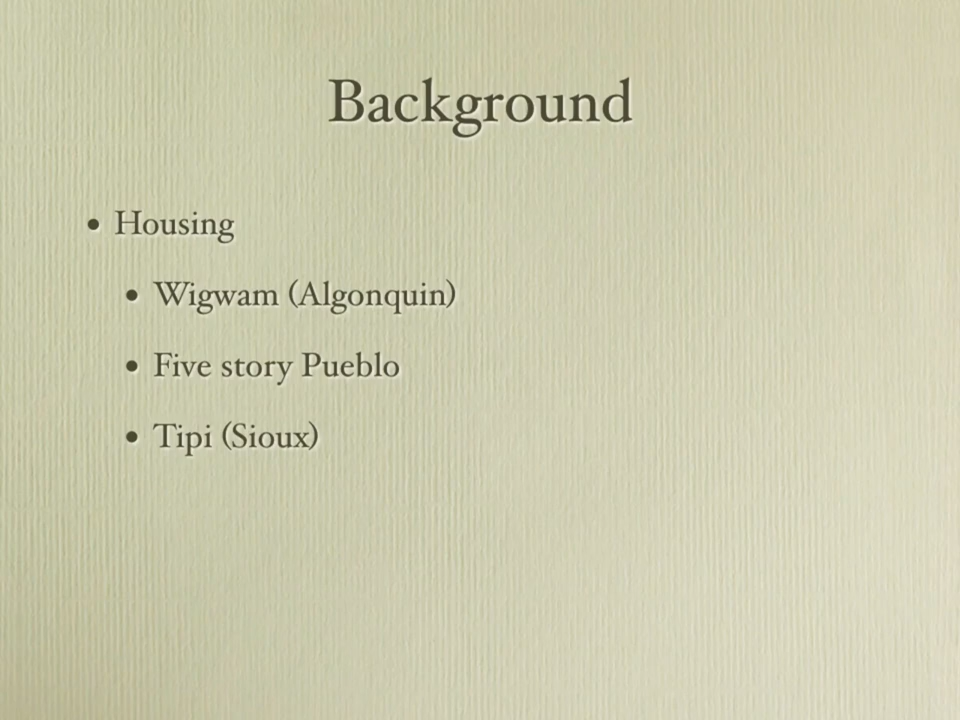 Background
• Housing
• Wigwam (Algonquin)
• Five story Pueblo
• Tipi (Sioux)